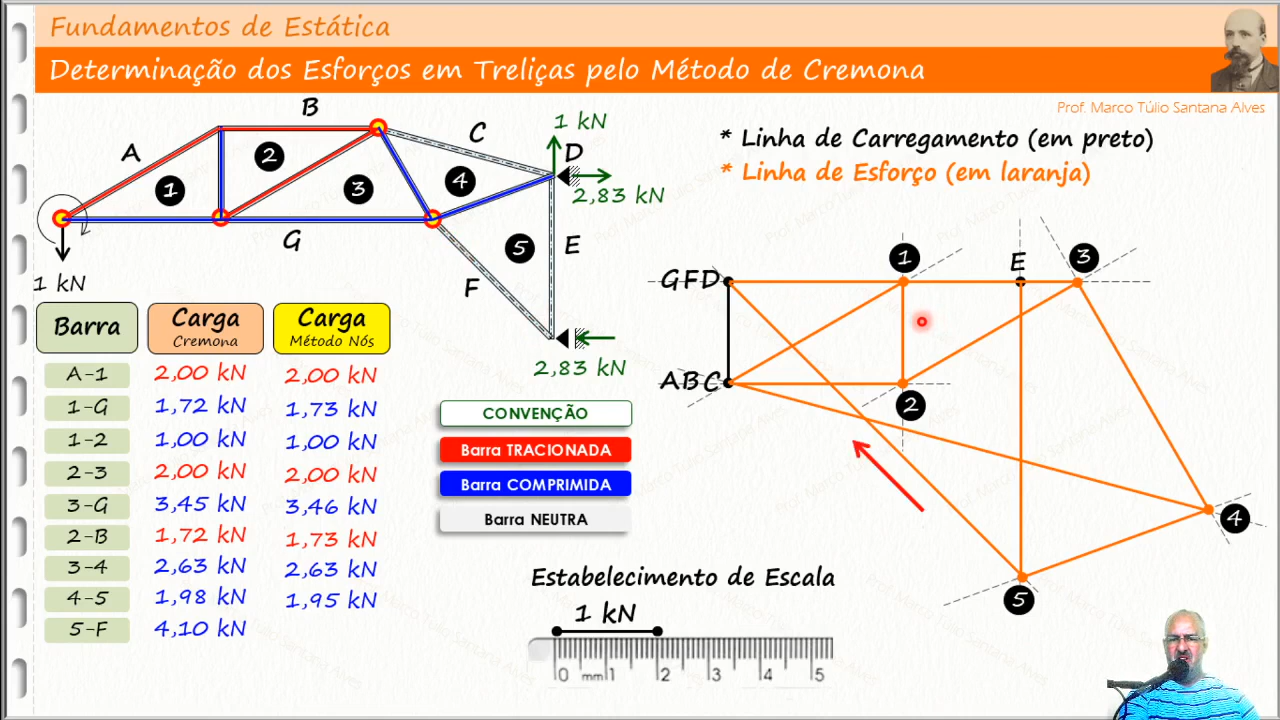 Fundamentos de Estática
Determinação dos Esforços em Treliças pelo Método de Cremona
Prof. Marco Túlio Santana Alves
* Linha de Carregamento (em preto)
* Linha de Esforço (em laranja)
A
B
C
D
E
F
G
1
2
3
4
5
1 kN
1 kN
2,83 kN
2,83 kN
Barra
Carga
Cremona
Carga
Método Nós
A-1 2,00 kN 2,00 kN
1-G 1,72 kN 1,73 kN
1-2 1,00 kN 1,00 kN
2-3 2,00 kN 2,00 kN
3-G 3,45 kN 3,46 kN
2-B 1,72 kN 1,73 kN
3-4 2,63 kN 2,63 kN
4-5 1,98 kN 1,95 kN
5-F 4,10 kN
CONVENÇÃO
Barra TRACIONADA
Barra COMPRIMIDA
Barra NEUTRA
Estabelecimento de Escala
1 kN
0 mm 1 2 3 4 5
GFD
ABC
1
E
3
2
4
5